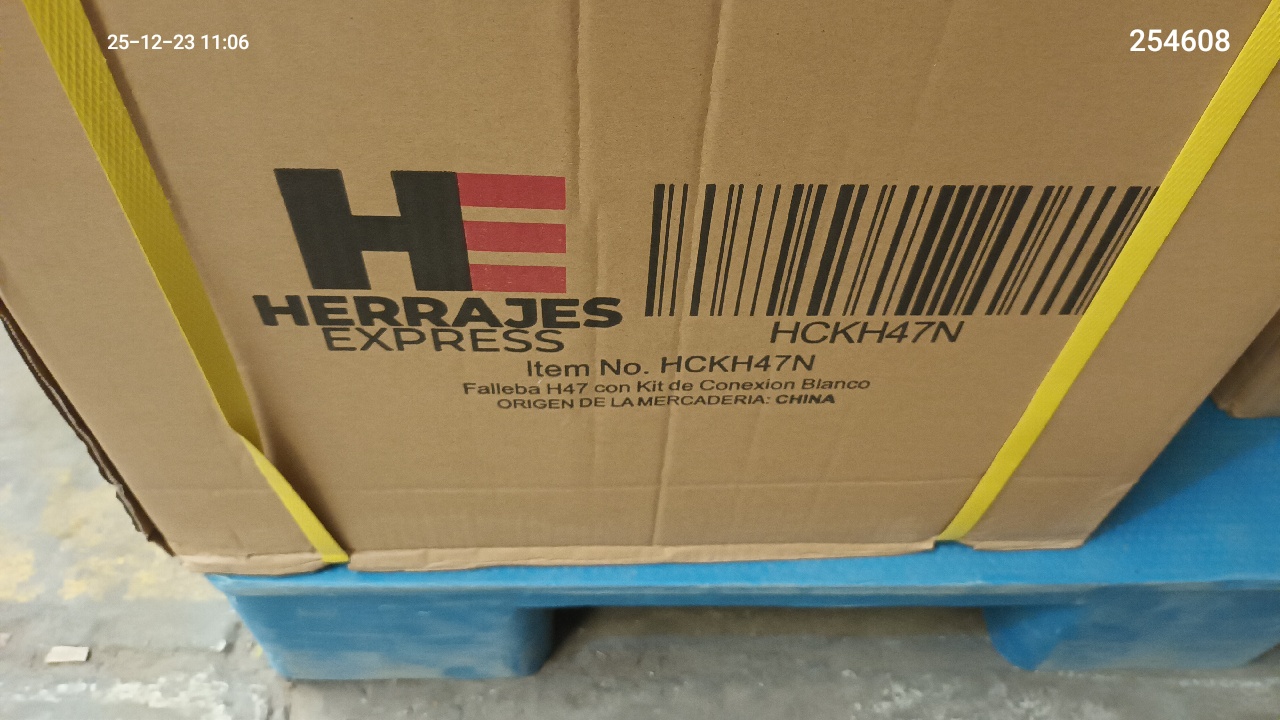 25-12-23 11:06
254608
HE
HERRAJES
EXPRESS
HCKH47N
Item No. HCKH47N
Falleba H47 con Kit de Conexion Blanco
ORIGEN DE LA MERCADERIA: CHINA